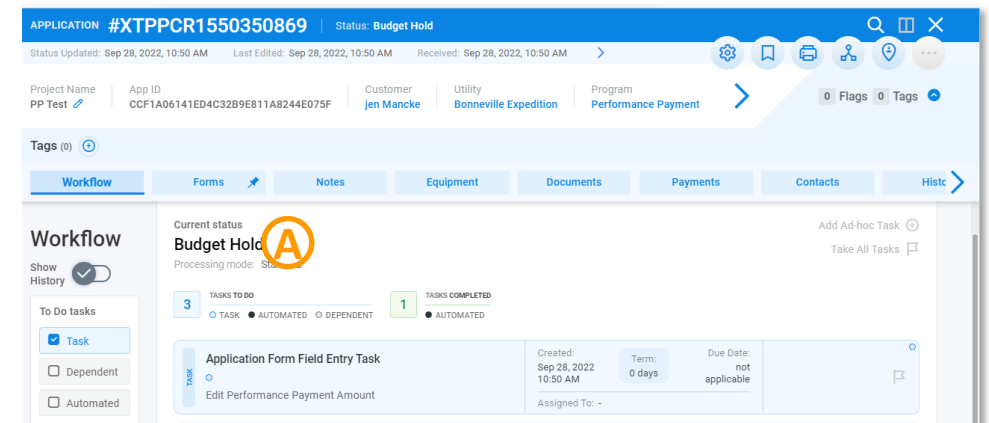 APPLICATION #XTPPCR1550350869 Status: Budget Hold
Status Updated: Sep 28, 2022, 10:50 AM Last Edited: Sep 28, 2022, 10:50 AM Received: Sep 28, 2022, 10:50 AM
Project Name App ID Customer Utility Program
PP Test CCF1A06141ED4C32B9E811A8244E075F jen Mancke Bonneville Expedition Performance Payment
0 Flags 0 Tags
Tags (0)
Workflow Forms Notes Equipment Documents Payments Contacts
Workflow
Show
History
To Do tasks
Task
Dependent
Automated
Current status
Budget Hold
A
Processing mode:
Add Ad-hoc Task
Take All Tasks
3 TASKS TO DO
TASK AUTOMATED DEPENDENT
1 TASKS COMPLETED
AUTOMATED
TASK
Application Form Field Entry Task
Edit Performance Payment Amount
Created:
Sep 28, 2022
10:50 AM
Term:
0 days
Due Date:
not
applicable
Assigned To: -